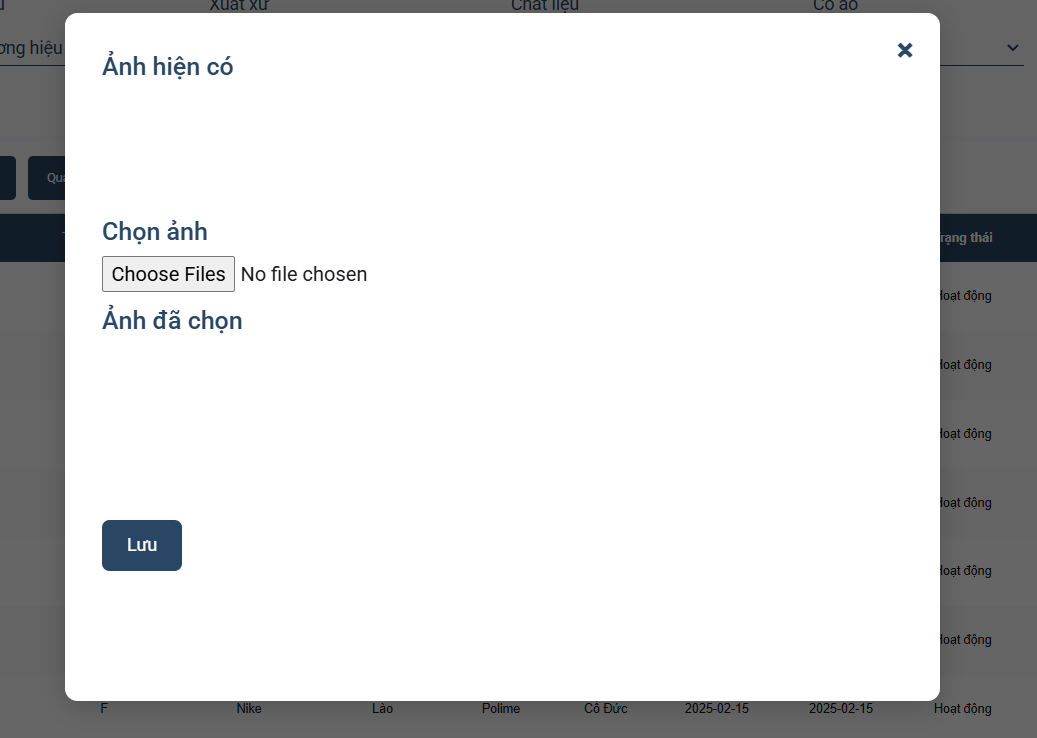 Xuất xứ Chất liệu Cổ áo
Ảnh hiện có
ơng hiệu
Chọn ảnh
Choose Files No file chosen
rạng thái
Hoạt động
Ảnh đã chọn
Hoạt động
Hoạt động
Hoạt động
Lưu
Hoạt động
Hoạt động
F Nike Lào Polime Cổ Đức 2025-02-15 2025-02-15 Hoạt động